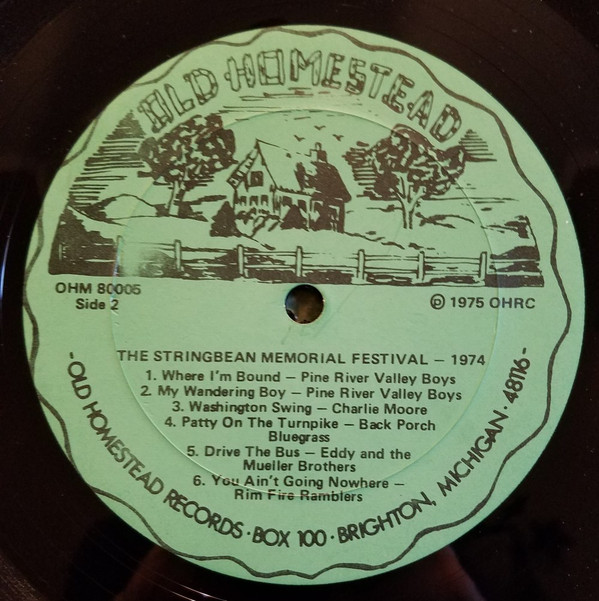 OLD HOMESTEAD
OHM 80005
Side 2
℗ 1975 OHRC
THE STRINGBEAN MEMORIAL FESTIVAL – 1974
1. Where I'm Bound – Pine River Valley Boys
2. My Wandering Boy – Pine River Valley Boys
3. Washington Swing – Charlie Moore
4. Patty On The Turnpike – Back Porch
Bluegrass
5. Drive The Bus – Eddy and the
Mueller Brothers
6. You Ain't Going Nowhere –
Rim Fire Ramblers
-OLD HOMESTEAD RECORDS·BOX 100·BRIGHTON, MICHIGAN·48116-